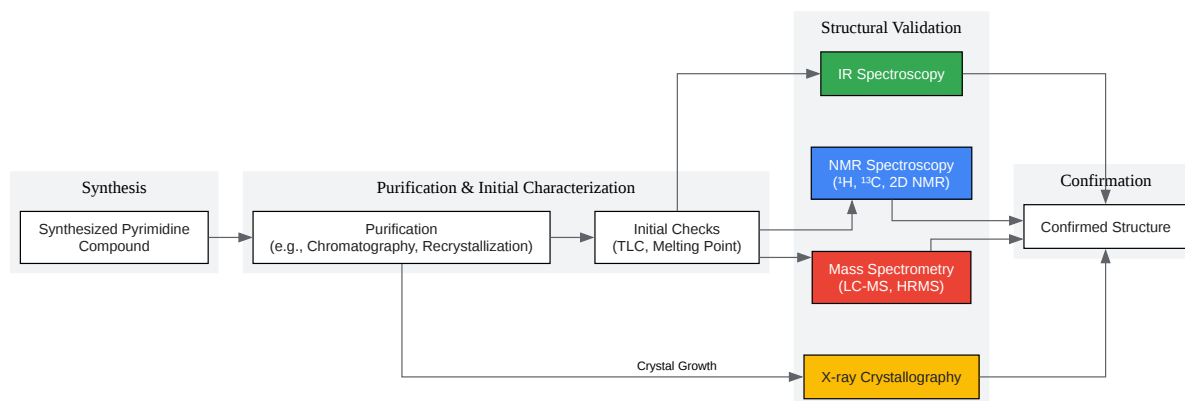 Structural Validation
IR Spectroscopy
NMR Spectroscopy
(¹H, ¹³C, 2D NMR)
Synthesis
Purification & Initial Characterization
Confirmation
Synthesized Pyrimidine
Compound
Purification
(e.g., Chromatography, Recrystallization)
Initial Checks
(TLC, Melting Point)
Confirmed Structure
Mass Spectrometry
(LC-MS, HRMS)
Crystal Growth
X-ray Crystallography